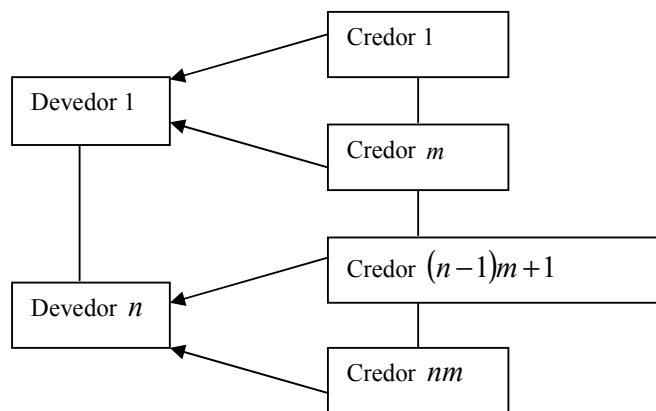 Credor 1
Devedor 1
Credor m
Credor (n−1)m+1
Devedor n
Credor nm